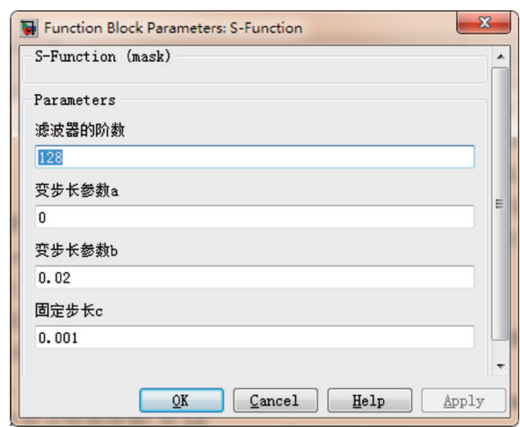 Function Block Parameters: S-Function
S-Function (mask)
Parameters
滤波器的阶数
128
变步长参数a
0
变步长参数b
0.02
固定步长c
0.001
OK Cancel Help Apply